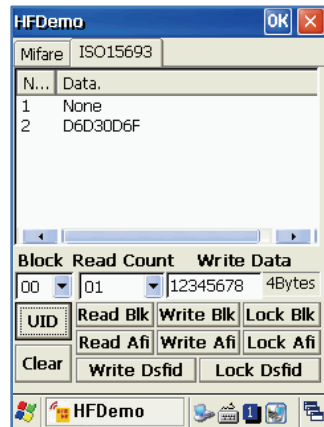 HFDemo OK
Mifare ISO15693
N... Data.
1 None
2 D6D30D6F
Block Read Count Write Data
00 01 12345678 4Bytes
UID Read Blk Write Blk Lock Blk
Read Afi Write Afi Lock Afi
Clear Write Dsfid Lock Dsfid
HFDemo 1